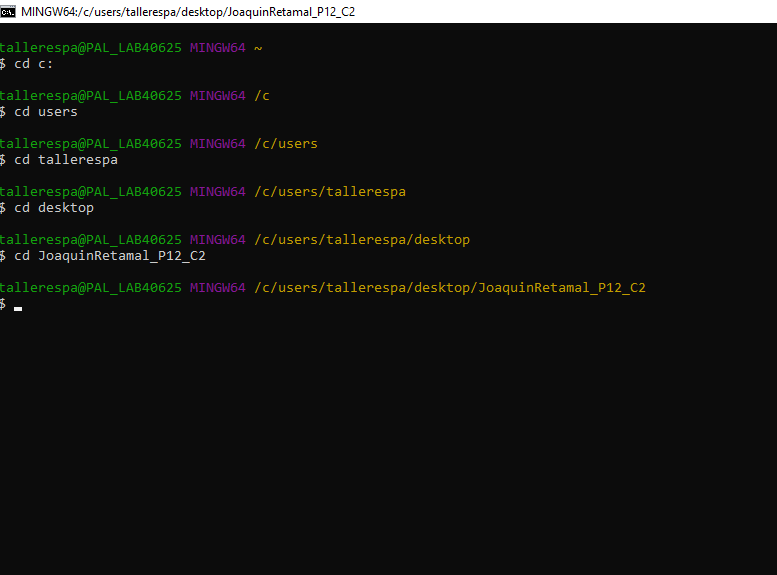 MINGW64:/c/users/tallerespa/desktop/JoaquinRetamal_P12_C2
tallerespa@PAL_LAB40625 MINGW64 ~
$ cd c:
tallerespa@PAL_LAB40625 MINGW64 /c
$ cd users
tallerespa@PAL_LAB40625 MINGW64 /c/users
$ cd tallerespa
tallerespa@PAL_LAB40625 MINGW64 /c/users/tallerespa
$ cd desktop
tallerespa@PAL_LAB40625 MINGW64 /c/users/tallerespa/desktop
$ cd JoaquinRetamal_P12_C2
tallerespa@PAL_LAB40625 MINGW64 /c/users/tallerespa/desktop/JoaquinRetamal_P12_C2
$